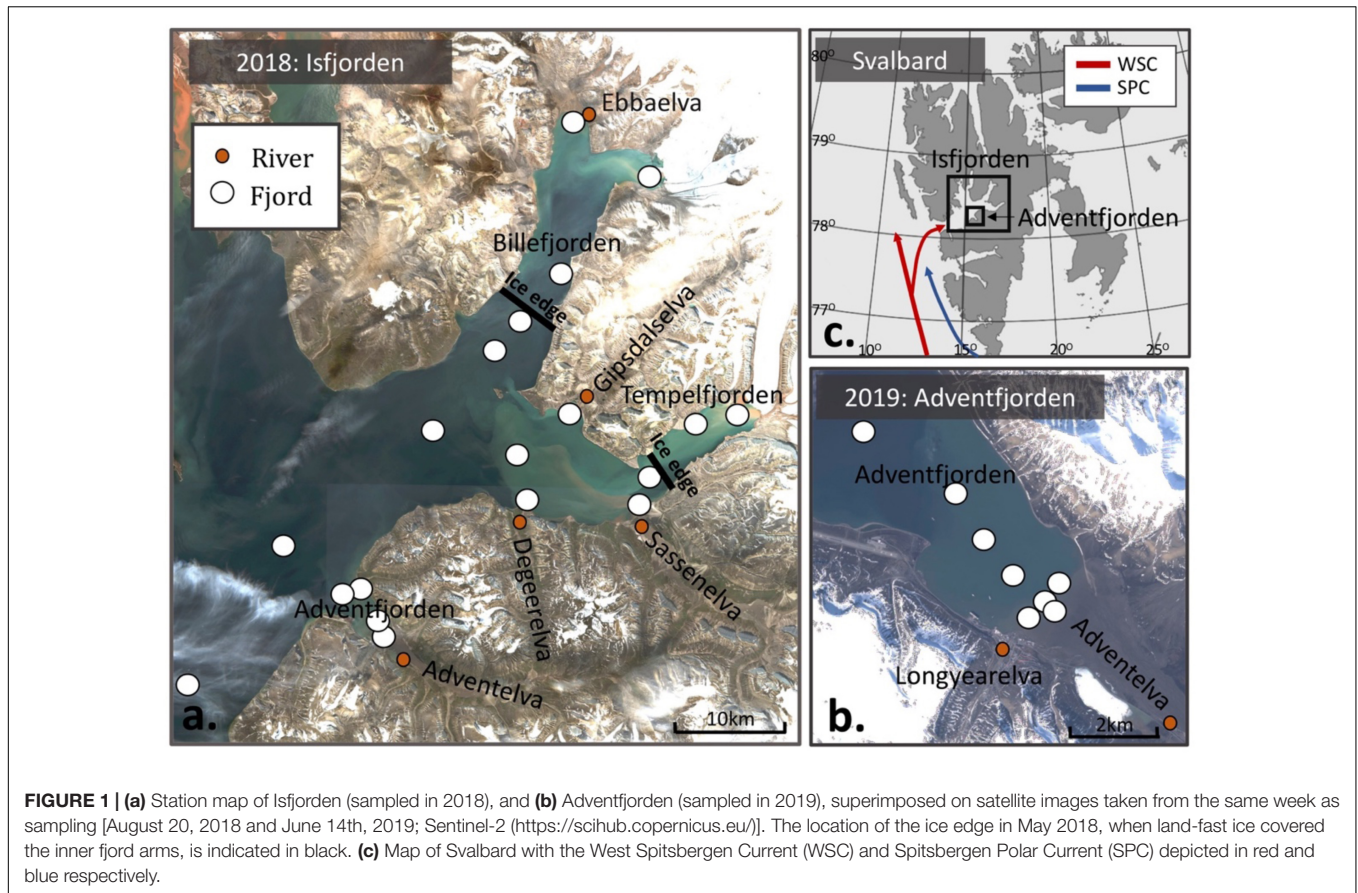 2018: Isfjorden
River
Fjord
Ebbaelva
Billefjorden
Ice edge
Gipsdalselva
Tempelfjorden
Ice edge
Sassenelva
Degeerelva
Adventfjorden
Adventelva
a.
10km
Svalbard
WSC
SPC
80°
79°
78°
77°
Isfjorden
Adventfjorden
c.
10°
15°
20°
25°
2019: Adventfjorden
Adventfjorden
Longyearelva
Adventelva
b.
2km
FIGURE 1 | (a) Station map of Isfjorden (sampled in 2018), and (b) Adventfjorden (sampled in 2019), superimposed on satellite images taken from the same week as
sampling [August 20, 2018 and June 14th, 2019; Sentinel-2 (https://scihub.copernicus.eu/)]. The location of the ice edge in May 2018, when land-fast ice covered
the inner fjord arms, is indicated in black. (c) Map of Svalbard with the West Spitsbergen Current (WSC) and Spitsbergen Polar Current (SPC) depicted in red and
blue respectively.